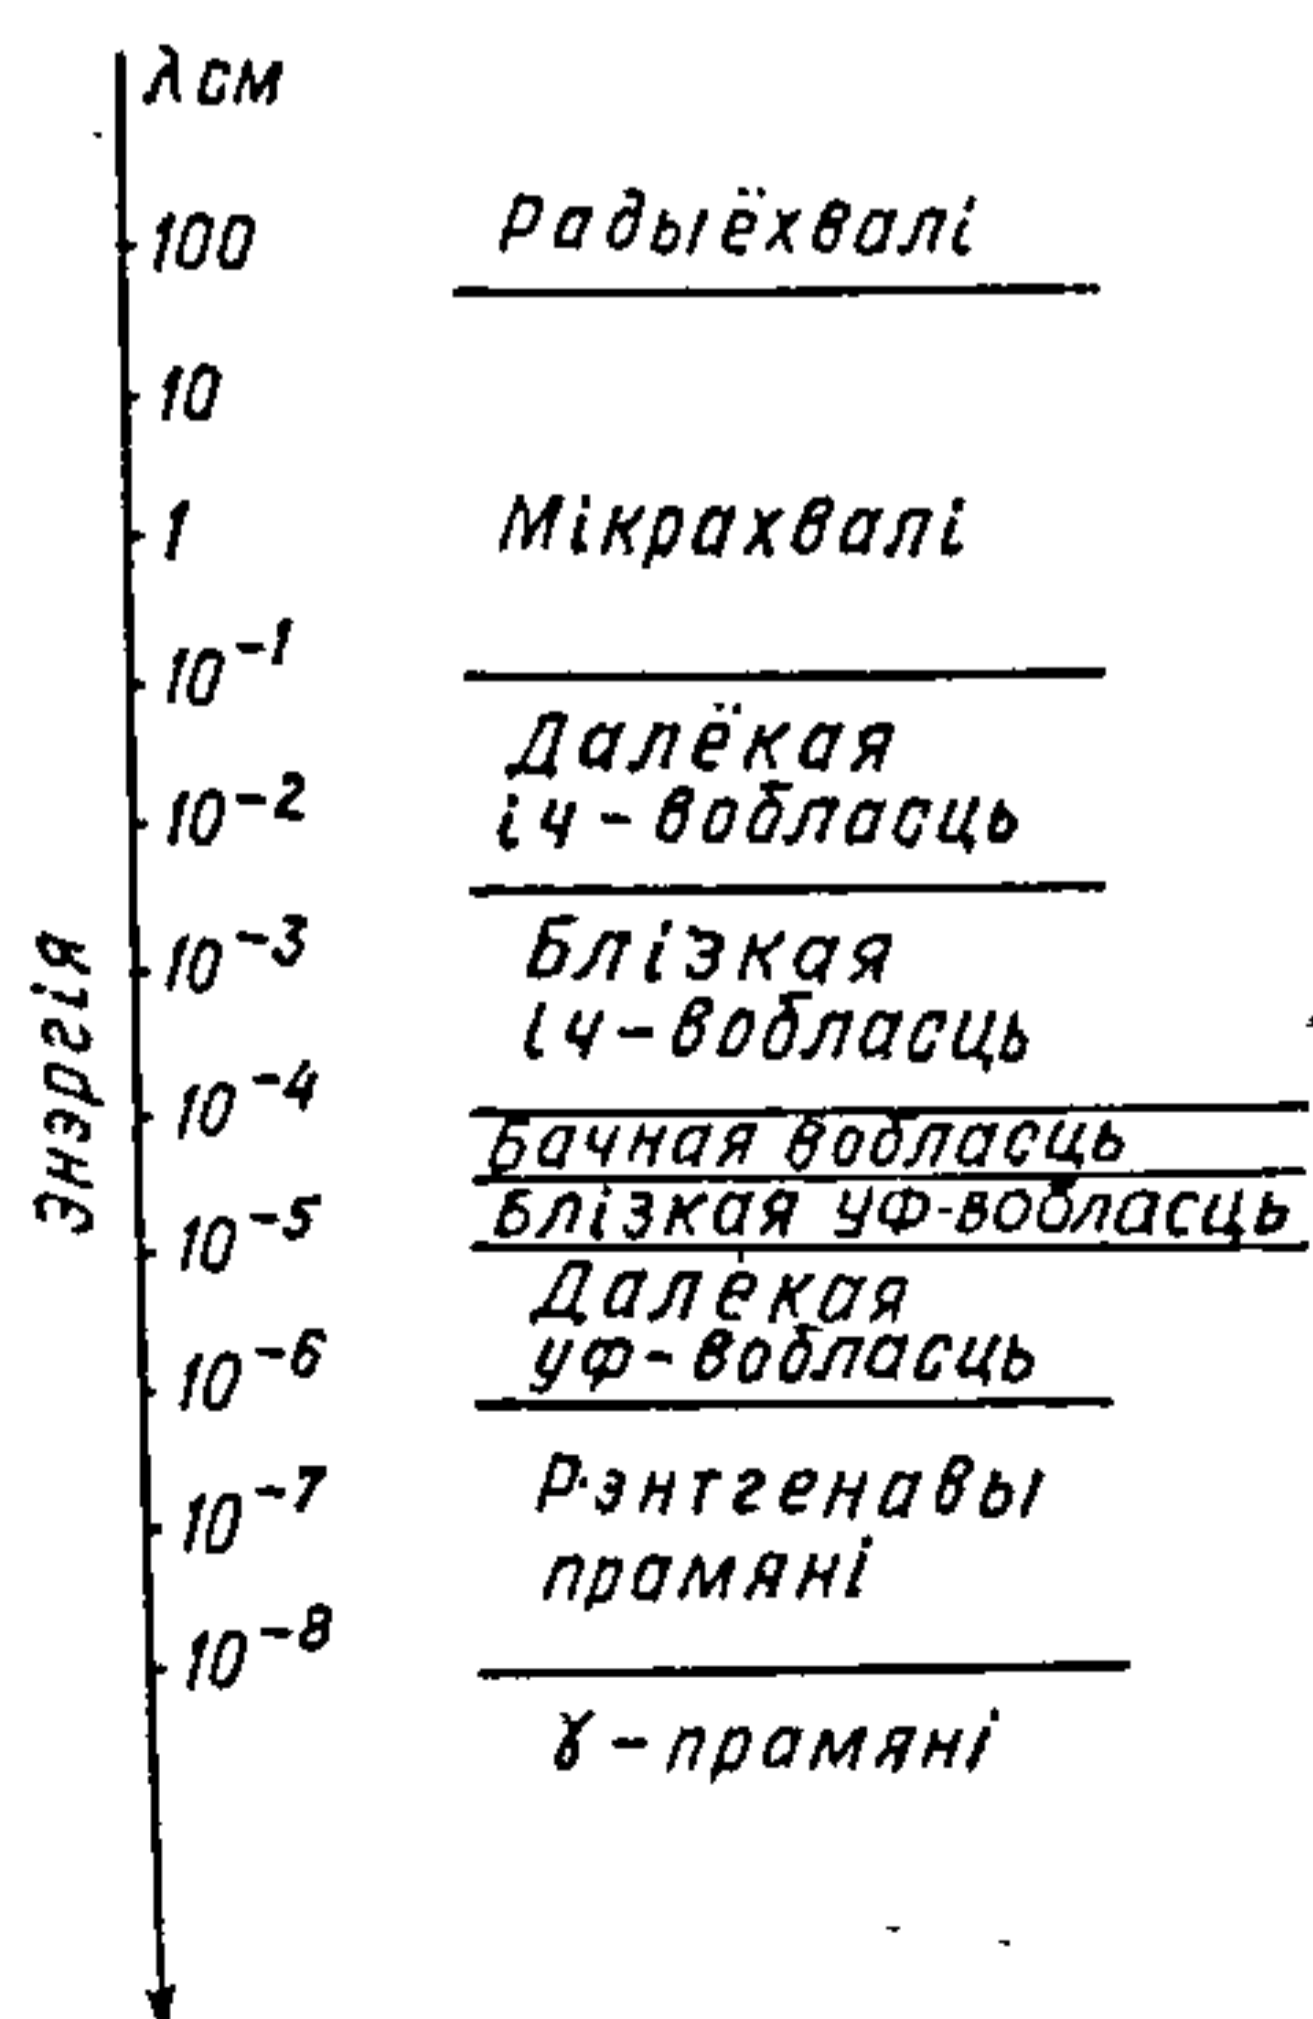 λ см
100
Радыёхвалі
10
1
Мікрахвалі
10⁻¹
Далёкая
іч-вобласць
10⁻²
10⁻³
Блізкая
іч-вобласць
10⁻⁴
Бачная вобласць
10⁻⁵
Блізкая уф-вобласць
Далёкая
уф-вобласць
10⁻⁶
10⁻⁷
Рэнтгенавы
прамяні
10⁻⁸
γ-прамяні
Энэргія